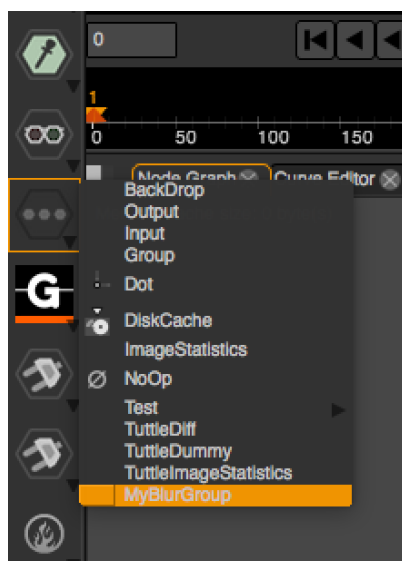 0
1
0 50 100 150
Node Graph Curve Editor
BackDrop
Output
Input
Group
Dot
DiskCache
ImageStatistics
NoOp
Test
TuttleDiff
TuttleDummy
TuttleImageStatistics
MyBlurGroup
G